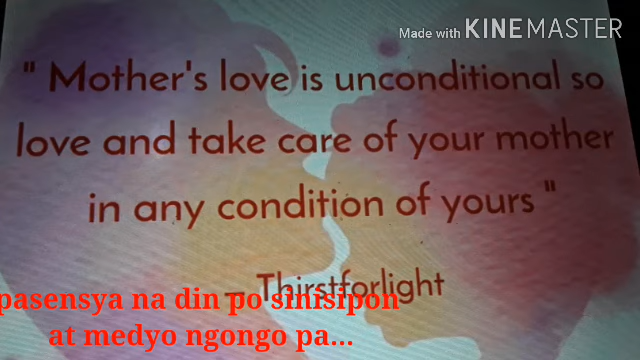 Made with KINEMASTER
" Mother's love is unconditional so
love and take care of your mother
in any condition of yours "
— Thirstforlight
pasensya na din po sinisipon
at medyo ngongo pa...